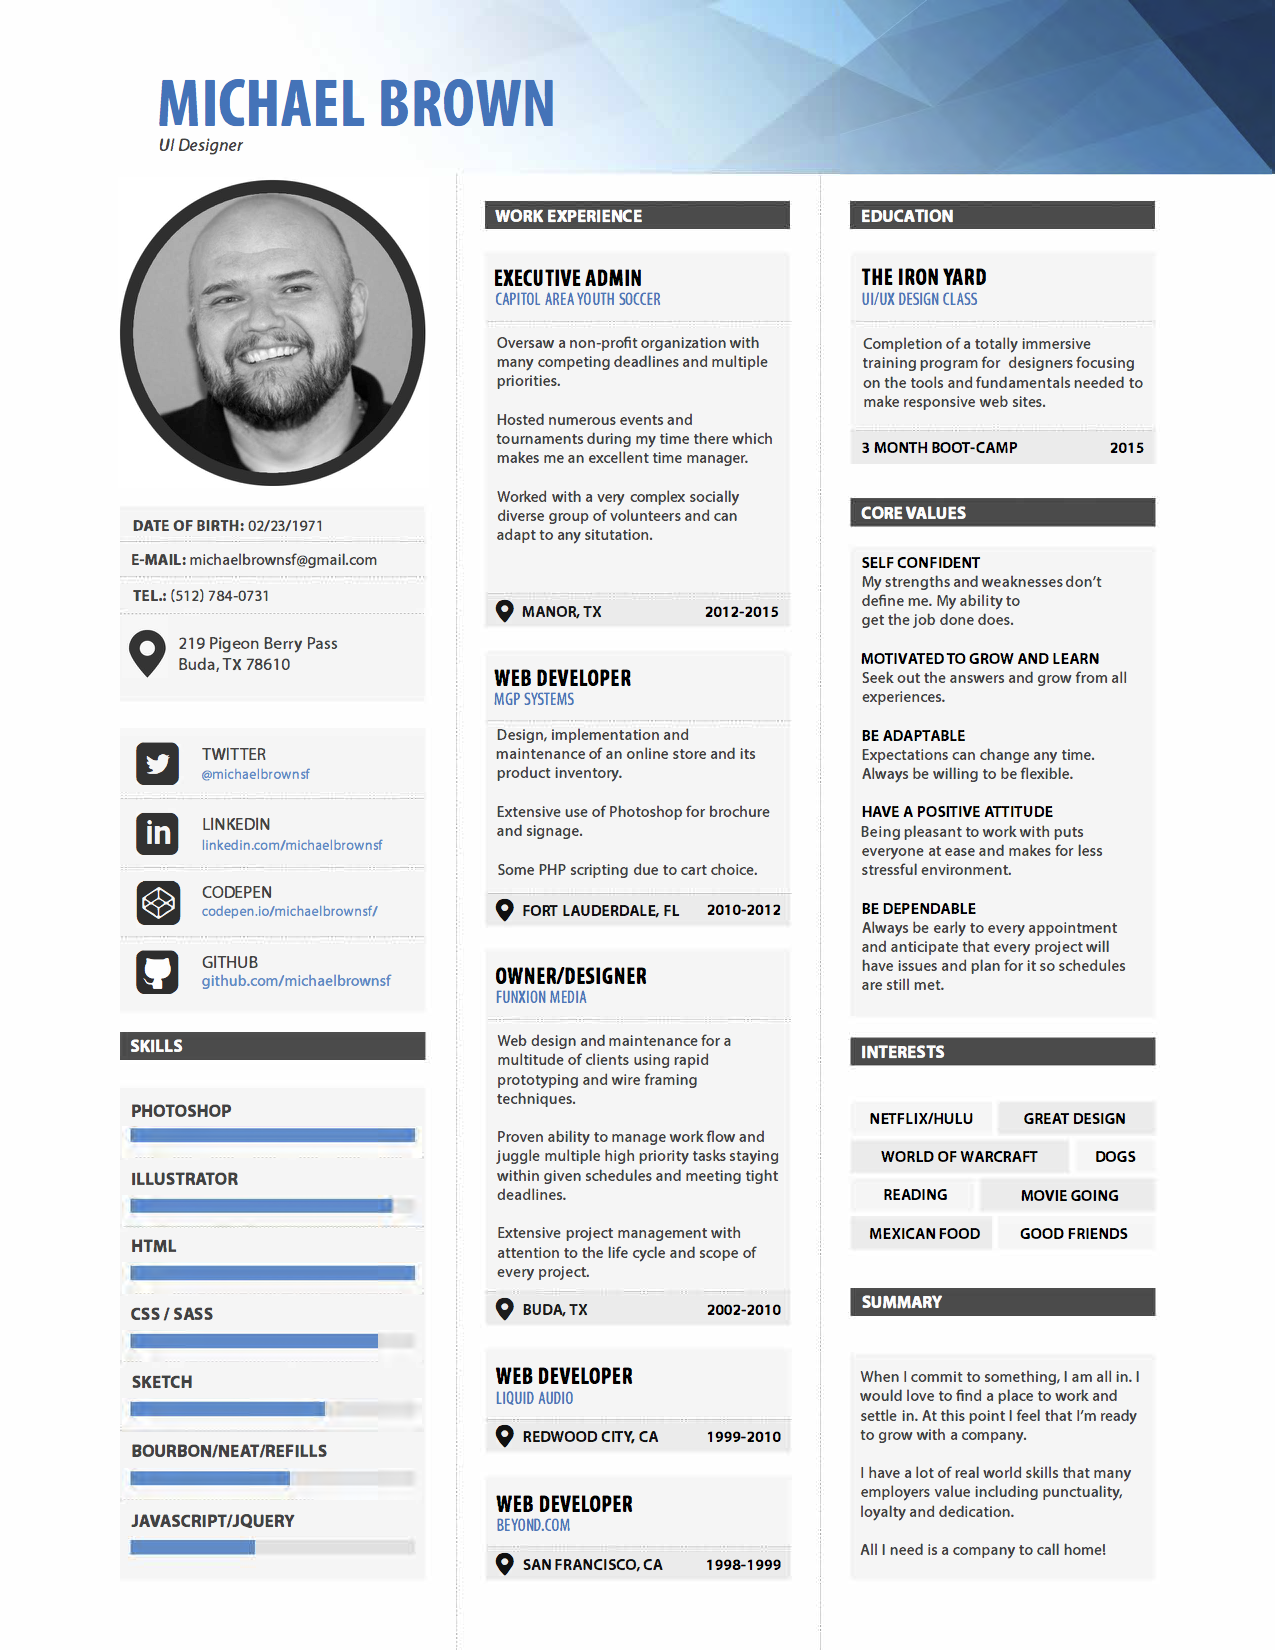 MICHAEL BROWN
UI Designer
DATE OF BIRTH: 02/23/1971
E-MAIL: michaelbrownsf@gmail.com
TEL.: (512) 784-0731
219 Pigeon Berry Pass
Buda, TX 78610
TWITTER
@michaelbrownsf
LINKEDIN
linkedin.com/michaelbrownsf
CODEPEN
codepen.io/michaelbrownsf/
GITHUB
github.com/michaelbrownsf
SKILLS
PHOTOSHOP
ILLUSTRATOR
HTML
CSS / SASS
SKETCH
BOURBON/NEAT/REFILLS
JAVASCRIPT/JQUERY
WORK EXPERIENCE
EXECUTIVE ADMIN
CAPITOL AREA YOUTH SOCCER
Oversaw a non-profit organization with
many competing deadlines and multiple
priorities.
Hosted numerous events and
tournaments during my time there which
makes me an excellent time manager.
Worked with a very complex socially
diverse group of volunteers and can
adapt to any situtation.
MANOR, TX 2012-2015
WEB DEVELOPER
MGP SYSTEMS
Design, implementation and
maintenance of an online store and its
product inventory.
Extensive use of Photoshop for brochure
and signage.
Some PHP scripting due to cart choice.
FORT LAUDERDALE, FL 2010-2012
OWNER/DESIGNER
FUNXION MEDIA
Web design and maintenance for a
multitude of clients using rapid
prototyping and wire framing
techniques.
Proven ability to manage work flow and
juggle multiple high priority tasks staying
within given schedules and meeting tight
deadlines.
Extensive project management with
attention to the life cycle and scope of
every project.
BUDA, TX 2002-2010
WEB DEVELOPER
LIQUID AUDIO
REDWOOD CITY, CA 1999-2010
WEB DEVELOPER
BEYOND.COM
SAN FRANCISCO, CA 1998-1999
EDUCATION
THE IRON YARD
UI/UX DESIGN CLASS
Completion of a totally immersive
training program for designers focusing
on the tools and fundamentals needed to
make responsive web sites.
3 MONTH BOOT-CAMP 2015
CORE VALUES
SELF CONFIDENT
My strengths and weaknesses don't
define me. My ability to
get the job done does.
MOTIVATED TO GROW AND LEARN
Seek out the answers and grow from all
experiences.
BE ADAPTABLE
Expectations can change any time.
Always be willing to be flexible.
HAVE A POSITIVE ATTITUDE
Being pleasant to work with puts
everyone at ease and makes for less
stressful environment.
BE DEPENDABLE
Always be early to every appointment
and anticipate that every project will
have issues and plan for it so schedules
are still met.
INTERESTS
NETFLIX/HULU GREAT DESIGN
WORLD OF WARCRAFT DOGS
READING MOVIE GOING
MEXICAN FOOD GOOD FRIENDS
SUMMARY
When I commit to something, I am all in. I
would love to find a place to work and
settle in. At this point I feel that I'm ready
to grow with a company.
I have a lot of real world skills that many
employers value including punctuality,
loyalty and dedication.
All I need is a company to call home!